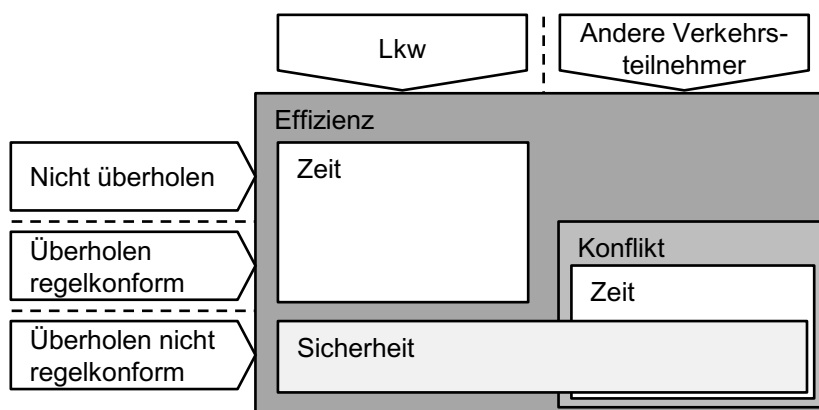 Lkw
Andere Verkehrs-
teilnehmer
Effizienz
Nicht überholen
Zeit
Überholen
regelkonform
Konflikt
Zeit
Überholen nicht
regelkonform
Sicherheit